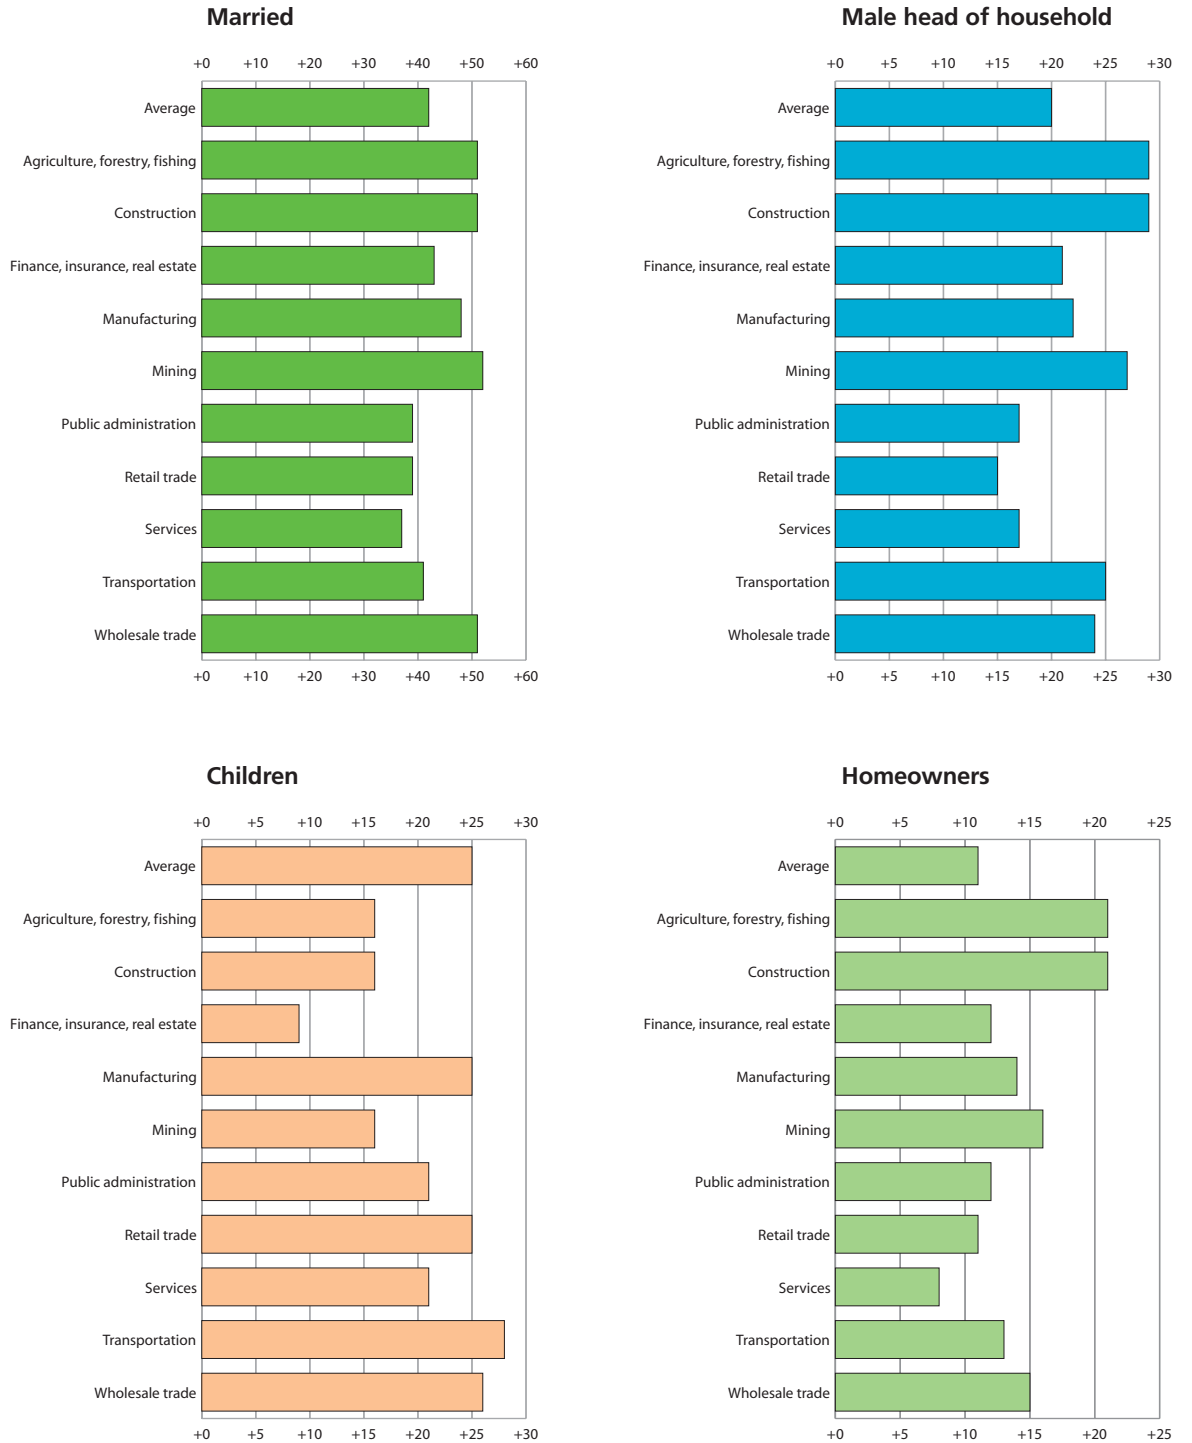 Married
+0 +10 +20 +30 +40 +50 +60
Average
Agriculture, forestry, fishing
Construction
Finance, insurance, real estate
Manufacturing
Mining
Public administration
Retail trade
Services
Transportation
Wholesale trade
+0 +10 +20 +30 +40 +50 +60
Male head of household
+0 +5 +10 +15 +20 +25 +30
Average
Agriculture, forestry, fishing
Construction
Finance, insurance, real estate
Manufacturing
Mining
Public administration
Retail trade
Services
Transportation
Wholesale trade
+0 +5 +10 +15 +20 +25 +30
Children
+0 +5 +10 +15 +20 +25 +30
Average
Agriculture, forestry, fishing
Construction
Finance, insurance, real estate
Manufacturing
Mining
Public administration
Retail trade
Services
Transportation
Wholesale trade
+0 +5 +10 +15 +20 +25 +30
Homeowners
+0 +5 +10 +15 +20 +25
Average
Agriculture, forestry, fishing
Construction
Finance, insurance, real estate
Manufacturing
Mining
Public administration
Retail trade
Services
Transportation
Wholesale trade
+0 +5 +10 +15 +20 +25